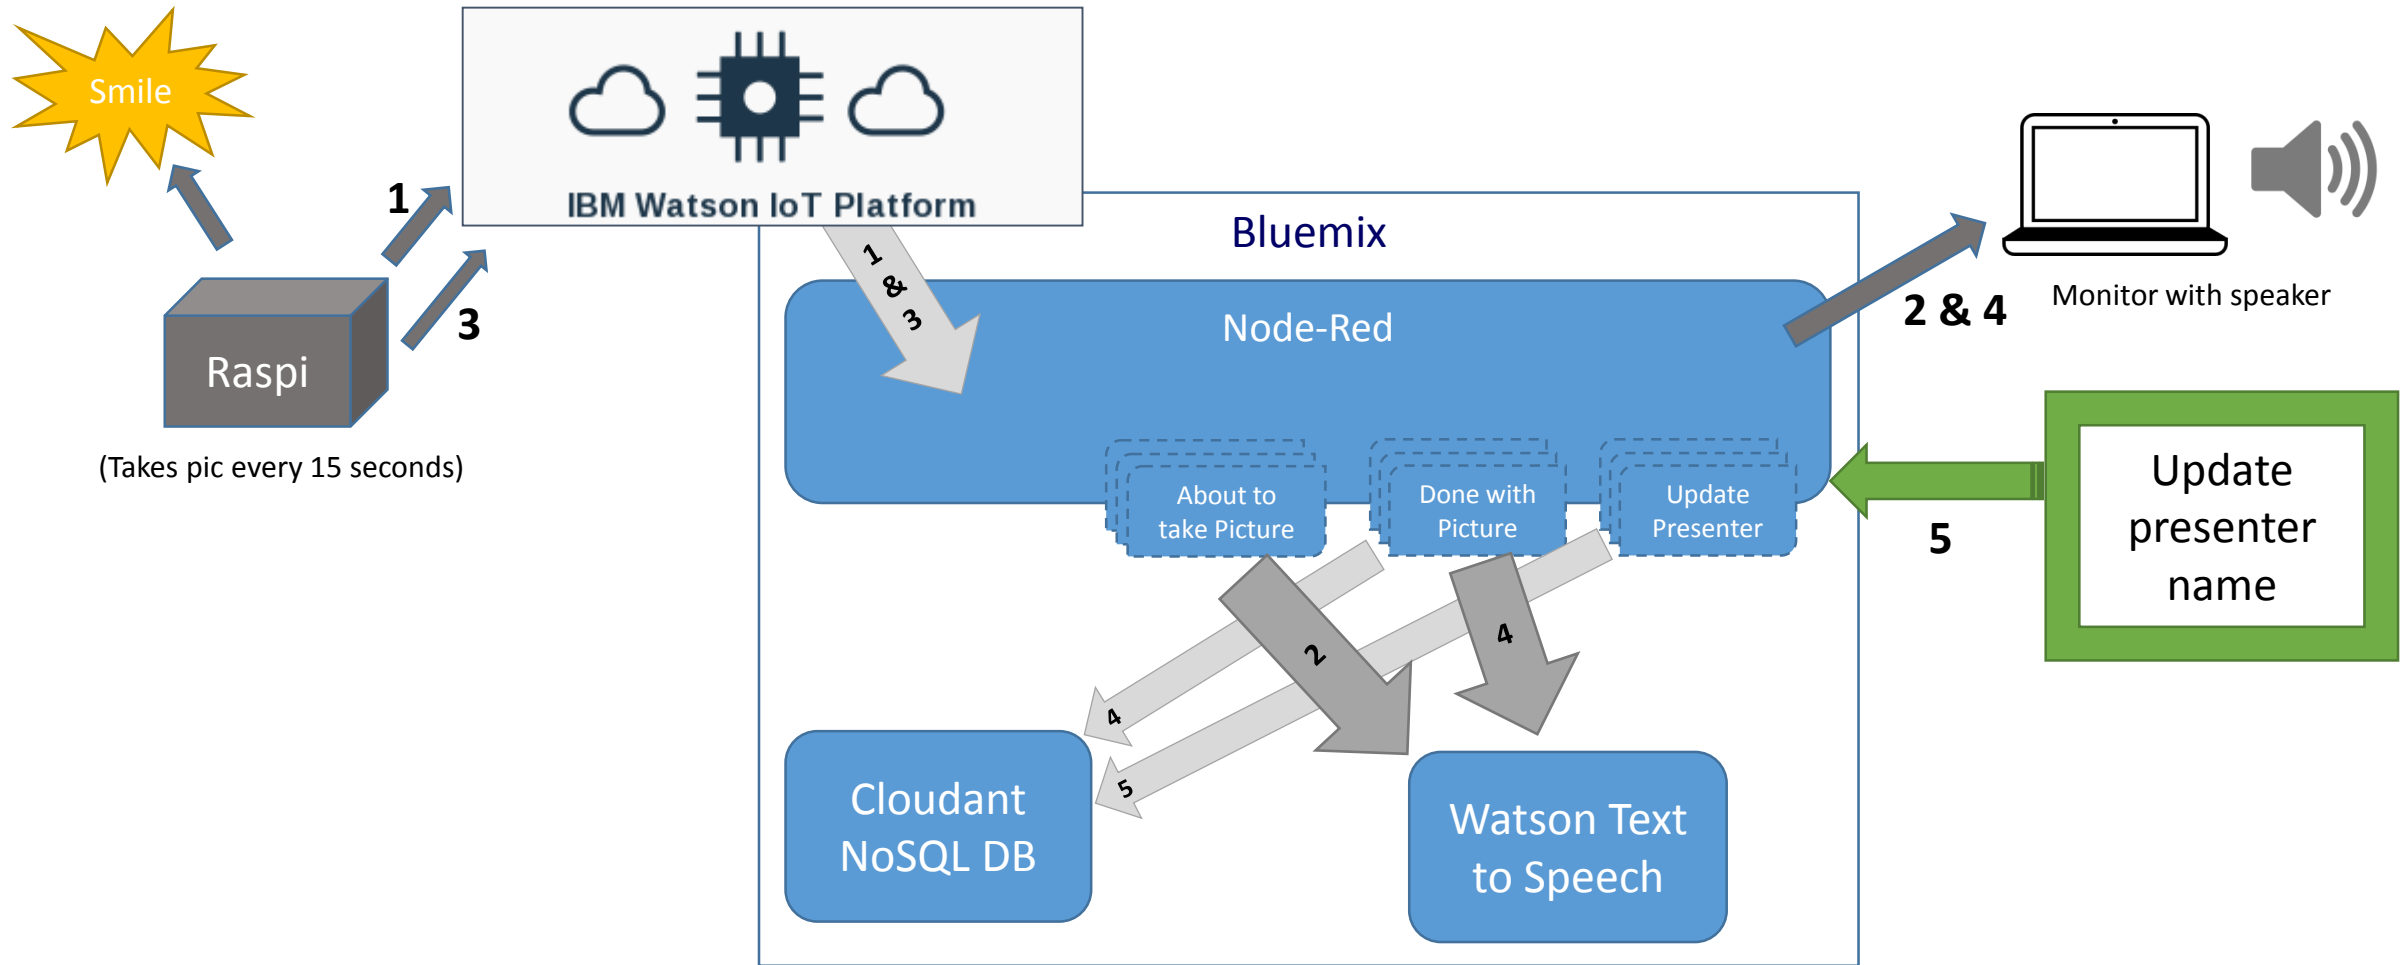 Smile
1
3
Raspi
(Takes pic every 15 seconds)
IBM Watson IoT Platform
Bluemix
1
&
3
Node-Red
About to
take Picture
Done with
Picture
Update
Presenter
2 & 4
Monitor with speaker
Update
presenter
name
5
2
4
4
5
Cloudant
NoSQL DB
Watson Text
to Speech